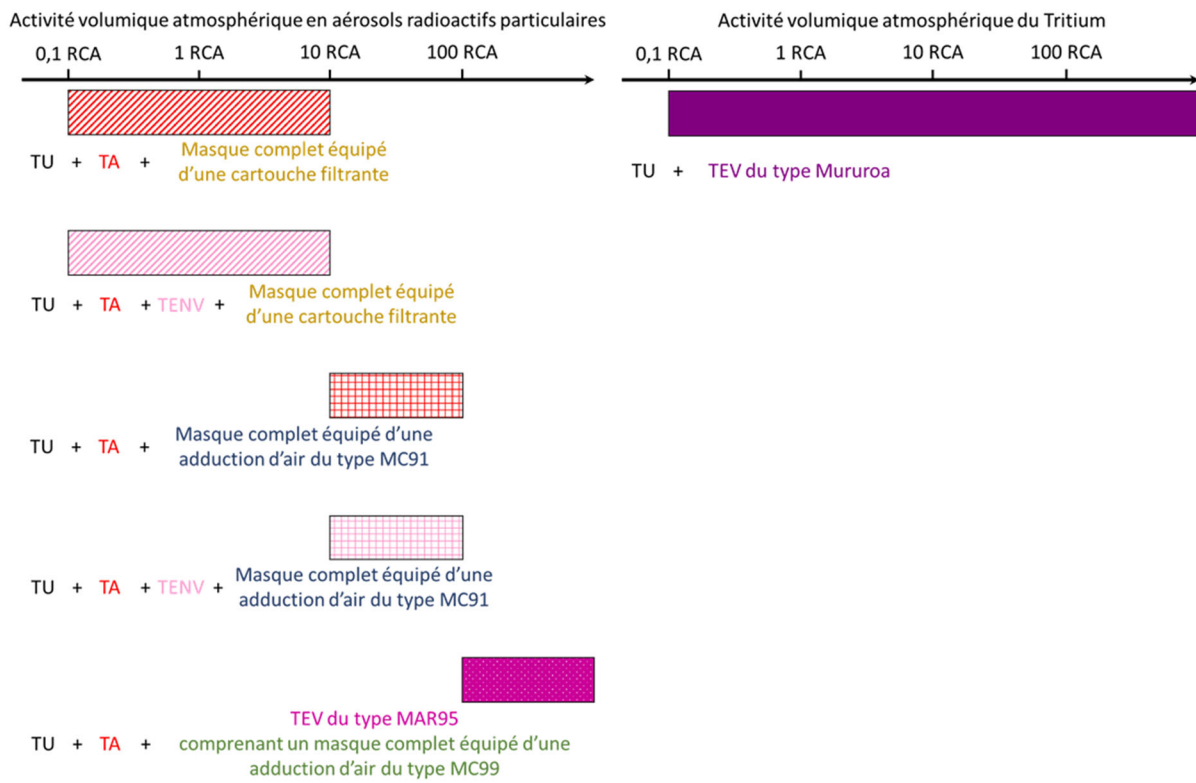 Activité volumique atmosphérique en aérosols radioactifs particulaires
0,1 RCA 1 RCA 10 RCA 100 RCA
TU + TA + Masque complet équipé
d'une cartouche filtrante
TU + TA + TENV + Masque complet équipé
d'une cartouche filtrante
TU + TA + Masque complet équipé d'une
adduction d'air du type MC91
TU + TA + TENV + Masque complet équipé d'une
adduction d'air du type MC91
TEV du type MAR95
TU + TA + comprenant un masque complet équipé d'une
adduction d'air du type MC99
Activité volumique atmosphérique du Tritium
0,1 RCA 1 RCA 10 RCA 100 RCA
TU + TEV du type Mururoa